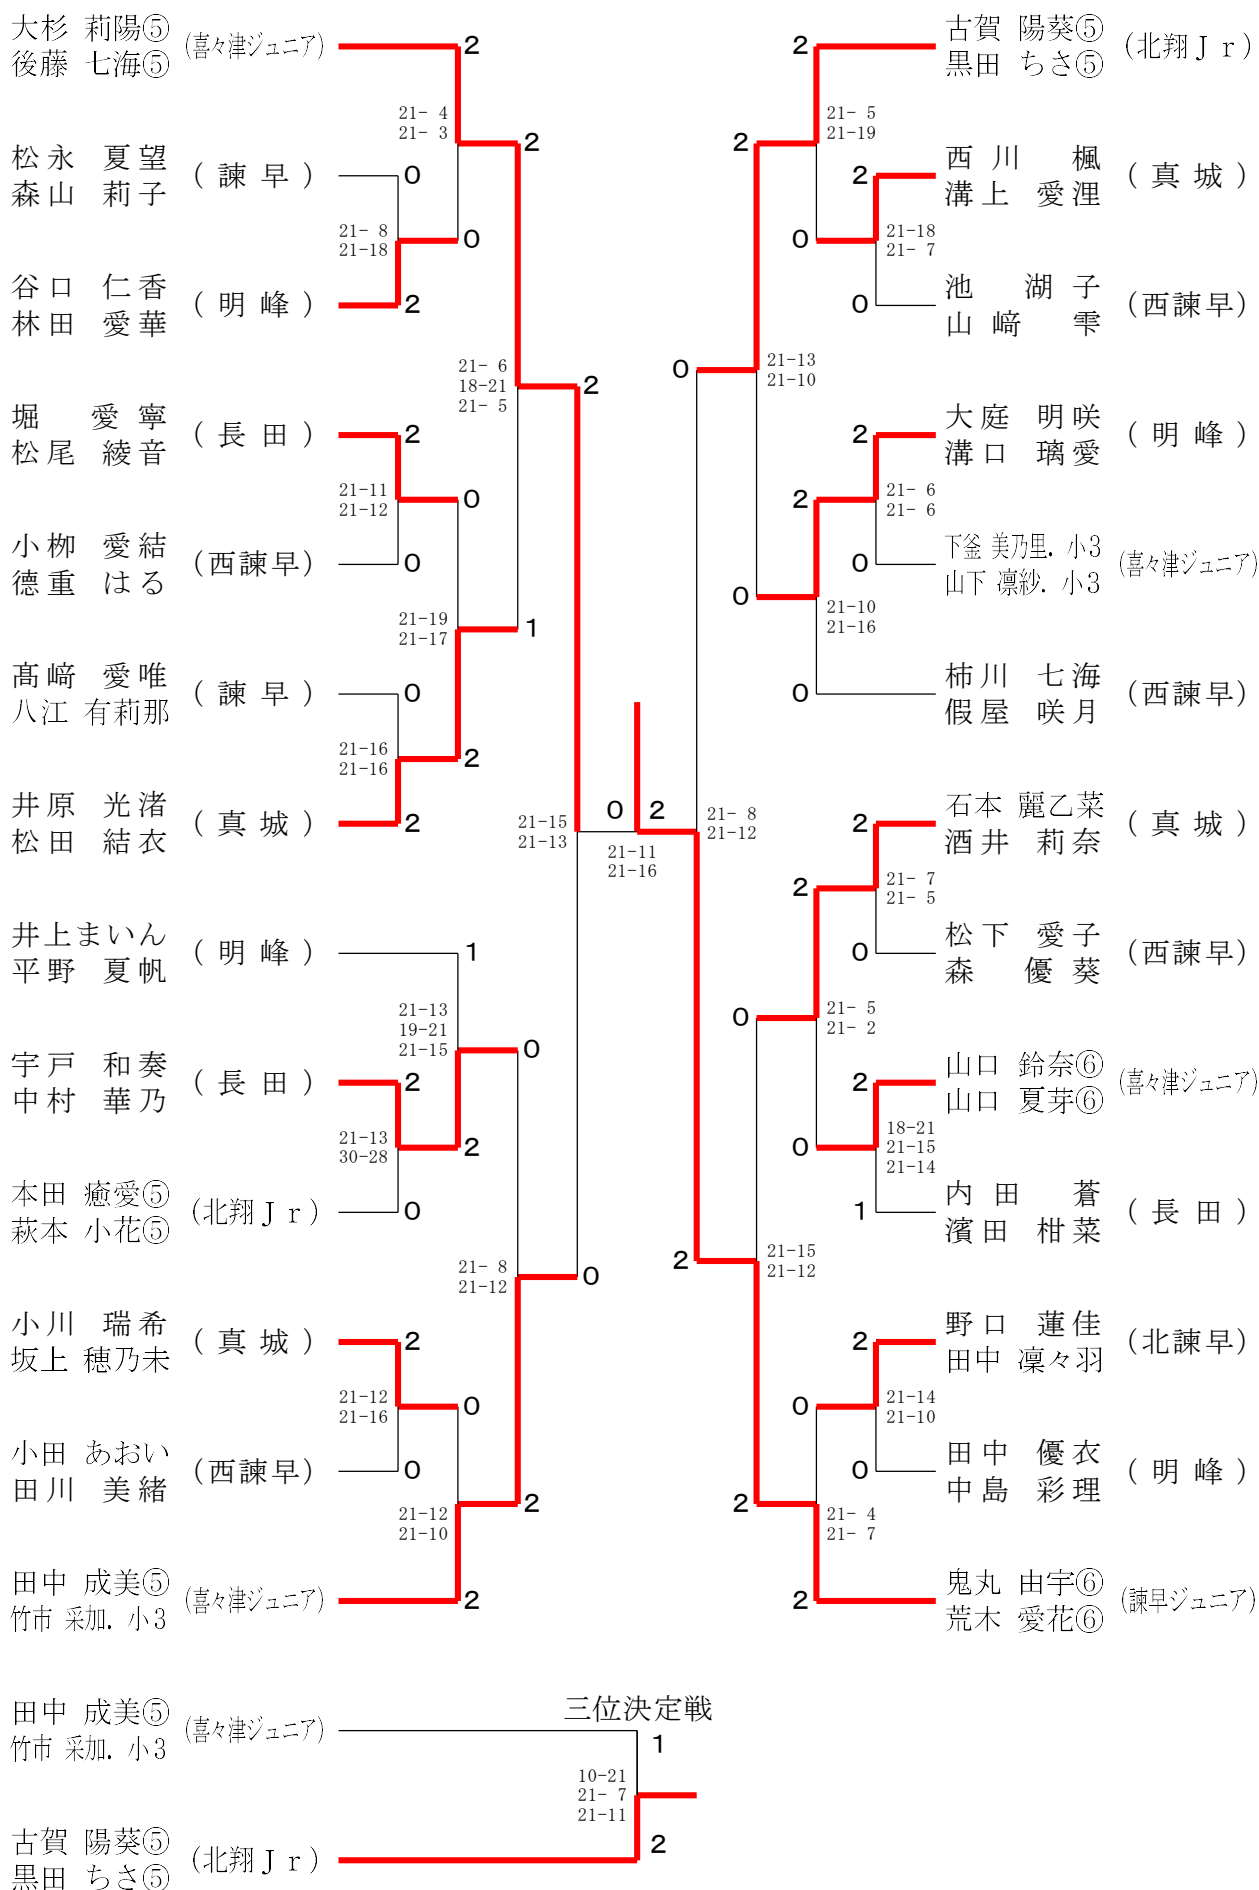 大杉 莉陽⑤
後藤 七海⑤
(喜々津ジュニア)
2
21- 4
21- 3
2
松永 夏望
森山 莉子
(諫早)
0
21- 8
21-18
0
谷口 仁香
林田 愛華
(明峰)
2
21- 6
18-21
21- 5
2
堀 愛寧
松尾 綾音
(長田)
2
21-11
21-12
0
小栁 愛結
德重 はる
(西諫早)
0
21-19
21-17
1
髙﨑 愛唯
八江 有莉那
(諫早)
0
21-16
21-16
2
井原 光渚
松田 結衣
(真城)
2
21-15
21-13
井上まいん
平野 夏帆
(明峰)
1
21-13
19-21
21-15
0
宇戸 和奏
中村 華乃
(長田)
2
21-13
30-28
2
本田 癒愛⑤
萩本 小花⑤
(北翔Ｊｒ)
0
21- 8
21-12
0
小川 瑞希
坂上 穂乃未
(真城)
2
21-12
21-16
0
小田 あおい
田川 美緒
(西諫早)
0
21-12
21-10
2
田中 成美⑤
竹市 采加. 小3
(喜々津ジュニア)
2
0 2
21-11
21-16
2
古賀 陽葵⑤
黒田 ちさ⑤
(北翔Ｊｒ)
2
21- 5
21-19
2
西川 楓
溝上 愛浬
(真城)
0
21-18
21- 7
0
池 湖子
山﨑 雫
(西諫早)
0
21-13
21-10
2
大庭 明咲
溝口 璃愛
(明峰)
2
21- 6
21- 6
0
下釜 美乃里. 小3
山下 凛紗. 小3
(喜々津ジュニア)
0
21-10
21-16
0
柿川 七海
假屋 咲月
(西諫早)
21- 8
21-12
2
石本 麗乙菜
酒井 莉奈
(真城)
2
21- 7
21- 5
0
松下 愛子
森 優葵
(西諫早)
0
21- 5
21- 2
2
山口 鈴奈⑥
山口 夏芽⑥
(喜々津ジュニア)
0
18-21
21-15
21-14
1
内田 蒼
濱田 柑菜
(長田)
2
21-15
21-12
2
野口 蓮佳
田中 凜々羽
(北諫早)
0
21-14
21-10
0
田中 優衣
中島 彩理
(明峰)
2
21- 4
21- 7
2
鬼丸 由宇⑥
荒木 愛花⑥
(諫早ジュニア)
三位決定戦
田中 成美⑤
竹市 采加. 小3
(喜々津ジュニア)
1
10-21
21- 7
21-11
2
古賀 陽葵⑤
黒田 ちさ⑤
(北翔Ｊｒ)